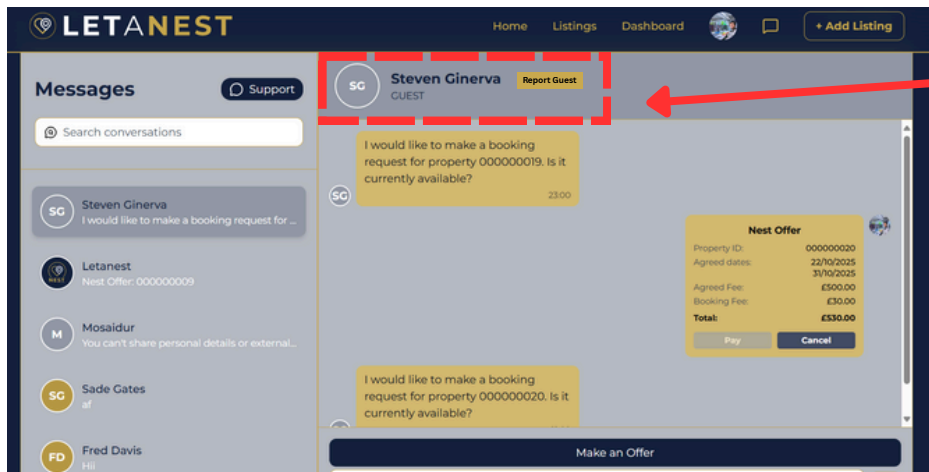 LETANEST
Home Listings Dashboard + Add Listing
Messages
Support
Search conversations
SG
Steven Ginerva
I would like to make a booking request for ...
NEST
Letanest
Nest Offer: 000000009
M
Mosaidur
You can't share personal details or external...
SG
Sade Gates
af
FD
Fred Davis
Hii
SG
Steven Ginerva
Report Guest
GUEST
I would like to make a booking
request for property 000000019. Is it
currently available?
23:00
SG
Nest Offer
Property ID: 000000020
Agreed dates: 22/10/2025
31/10/2025
Agreed Fee: £500.00
Booking Fee: £30.00
Total: £530.00
Pay Cancel
I would like to make a booking
request for property 000000020. Is it
currently available?
Make an Offer